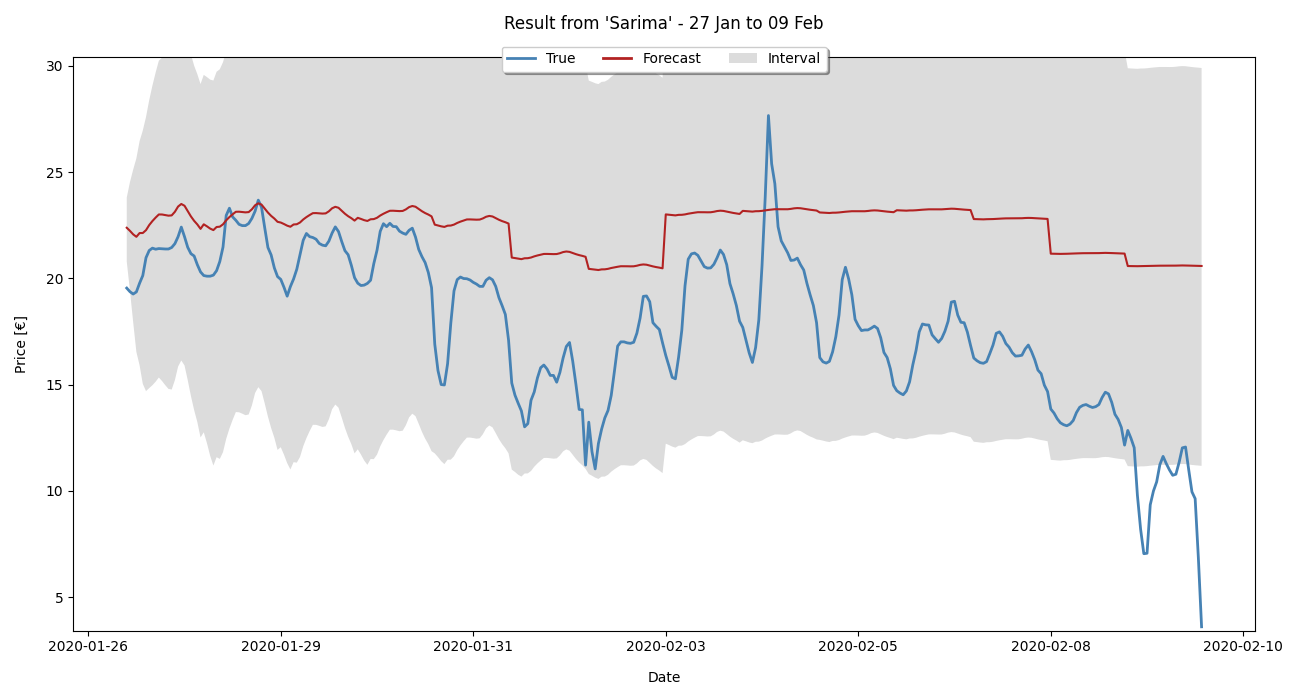 Result from 'Sarima' - 27 Jan to 09 Feb
True Forecast Interval
30
25
20
15
10
5
Price [€]
2020-01-26 2020-01-29 2020-01-31 2020-02-03 2020-02-05 2020-02-08 2020-02-10
Date